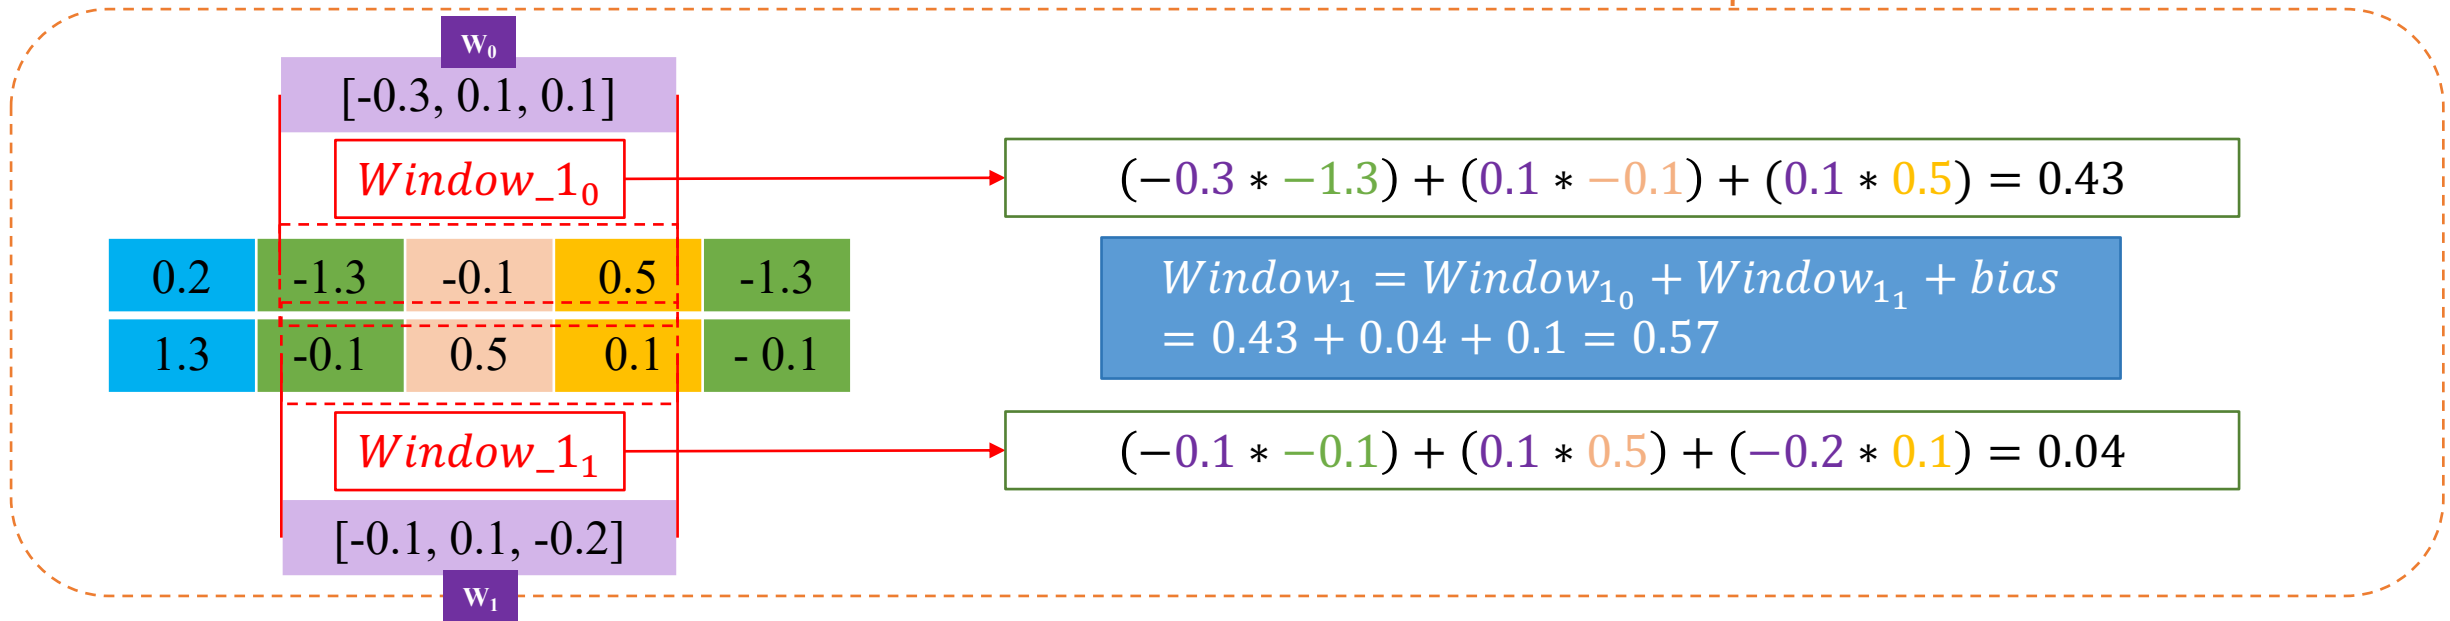 W₀
[-0.3, 0.1, 0.1]
Window_1₀
(−0.3 ∗ −1.3) + (0.1 ∗ −0.1) + (0.1 ∗ 0.5) = 0.43
0.2 -1.3 -0.1 0.5 -1.3
1.3 -0.1 0.5 0.1 - 0.1
Window₁ = Window₁₀ + Window₁₁ + bias
= 0.43 + 0.04 + 0.1 = 0.57
Window_1₁
(−0.1 ∗ −0.1) + (0.1 ∗ 0.5) + (−0.2 ∗ 0.1) = 0.04
[-0.1, 0.1, -0.2]
W₁